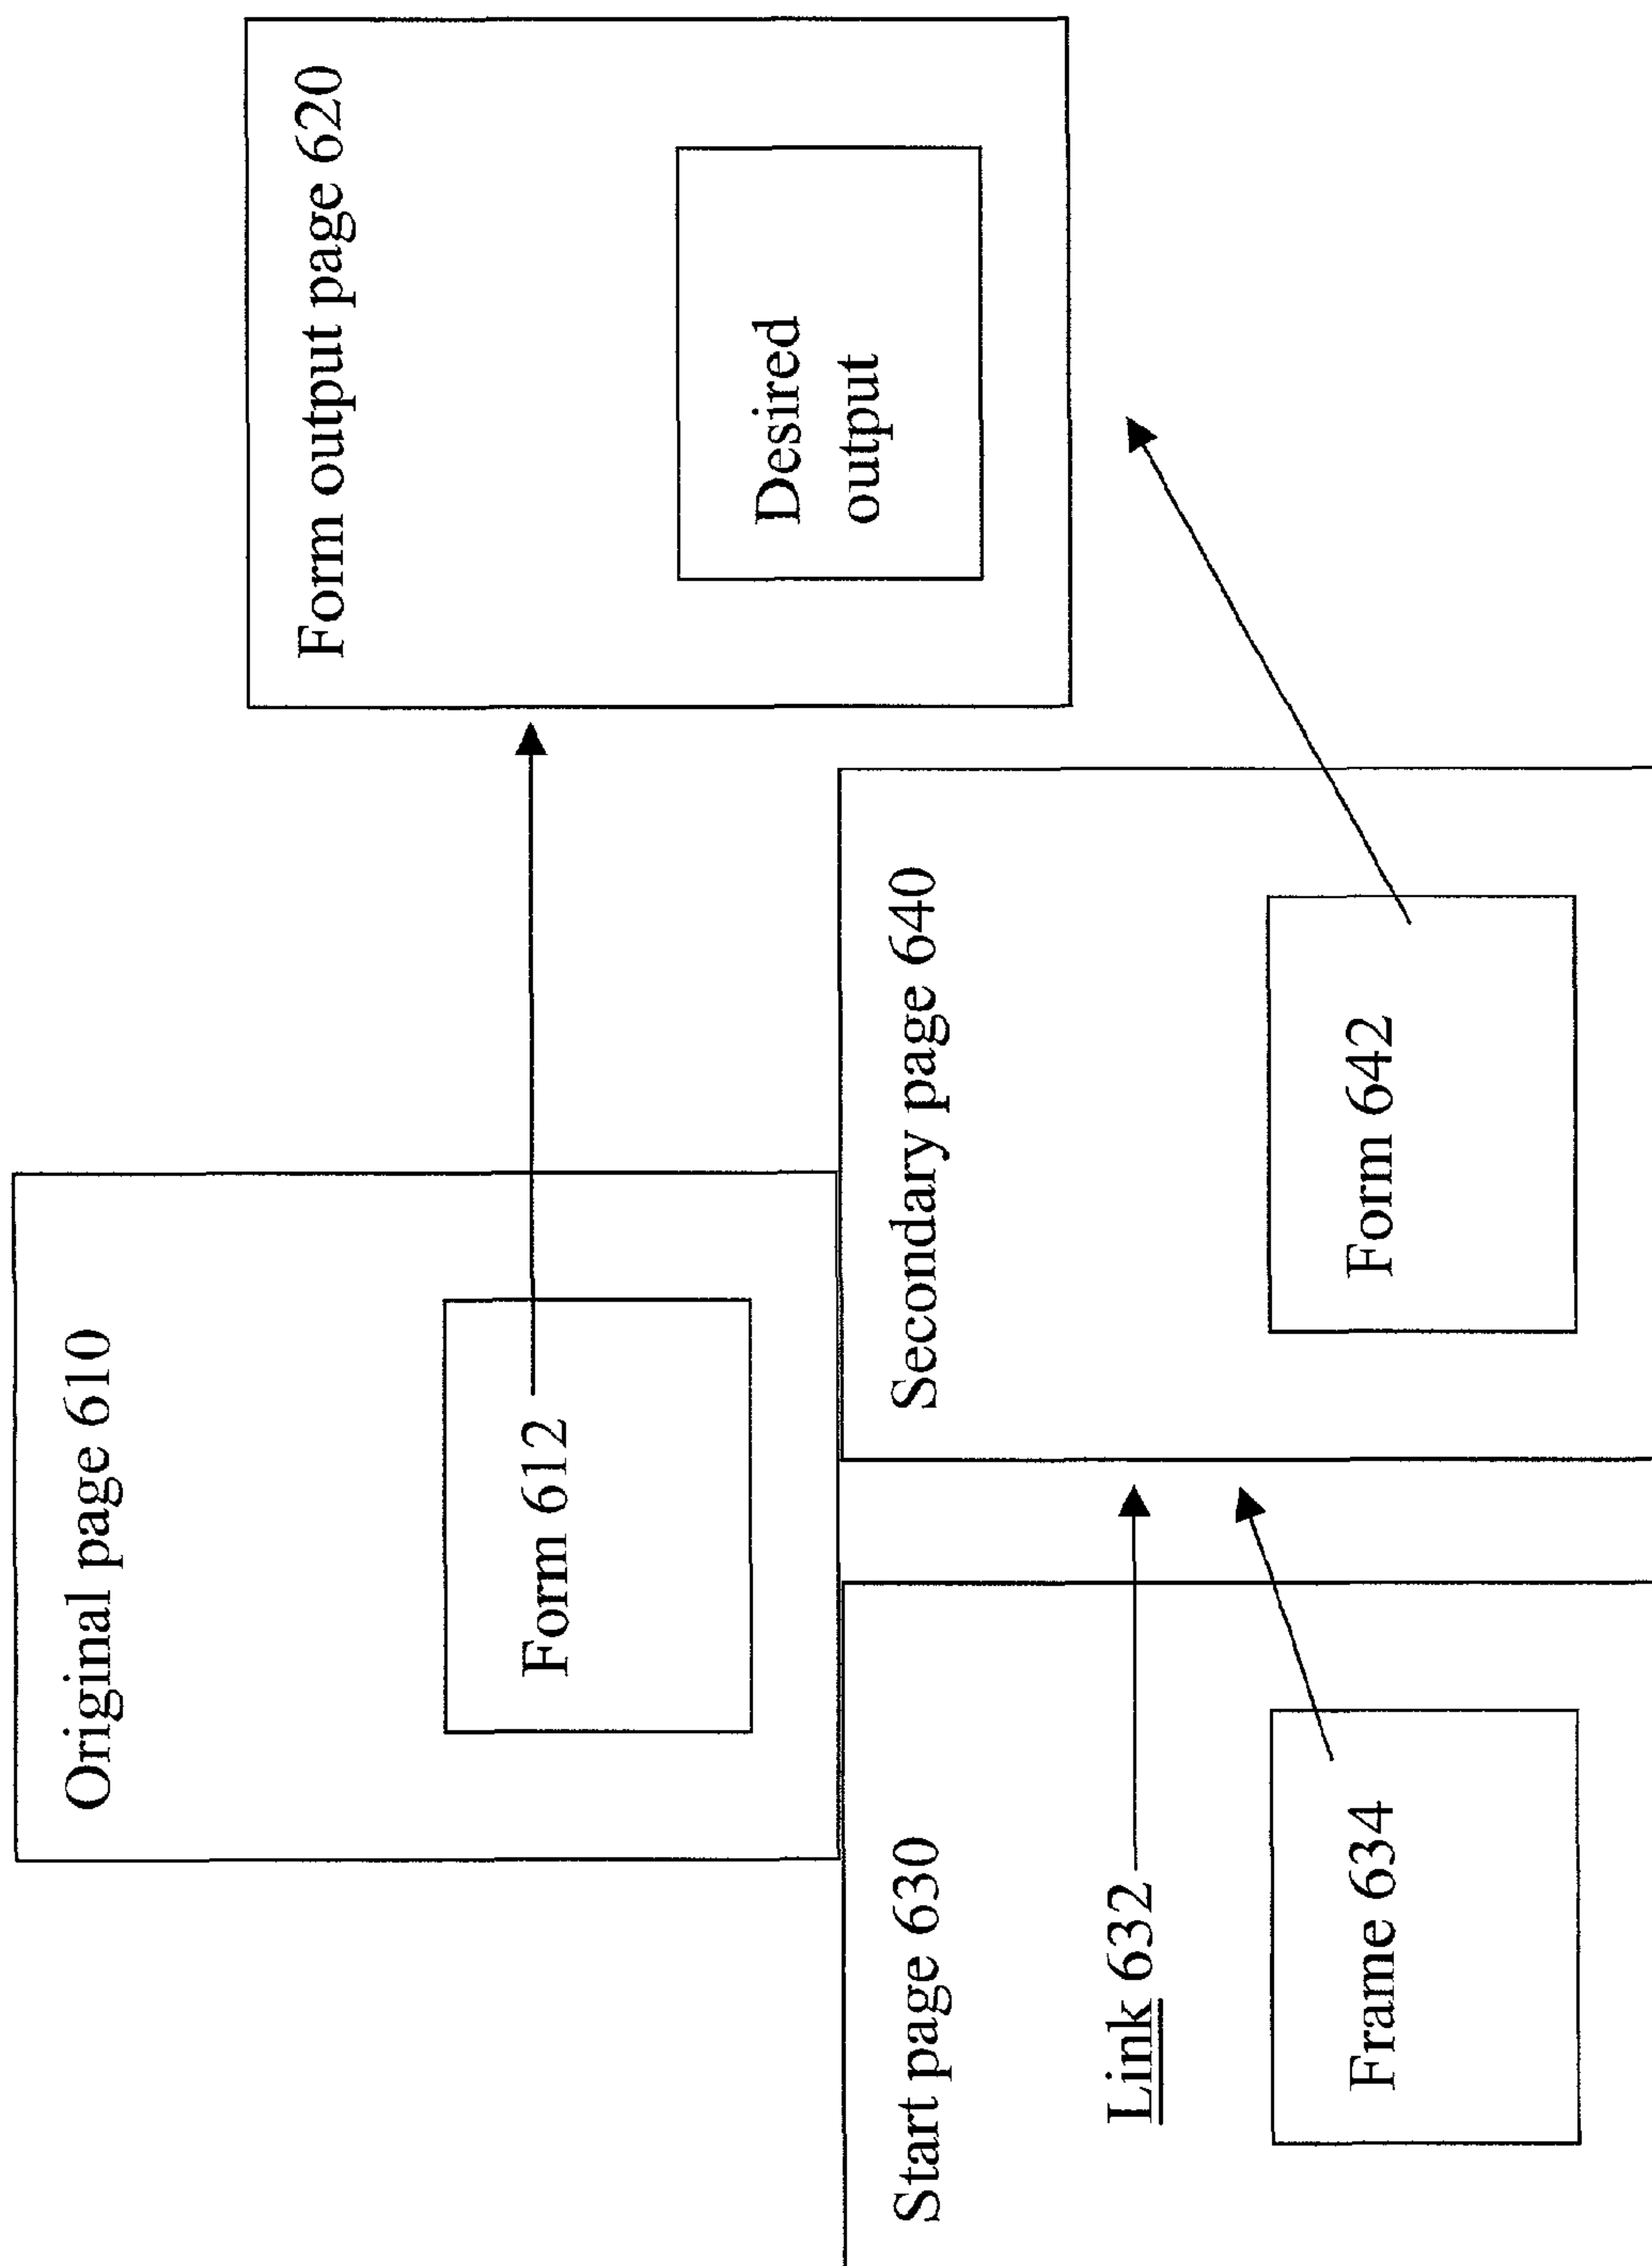 Original page 610
Form 612
Form output page 620
Desired
output
Start page 630
Link 632
Frame 634
Secondary page 640
Form 642